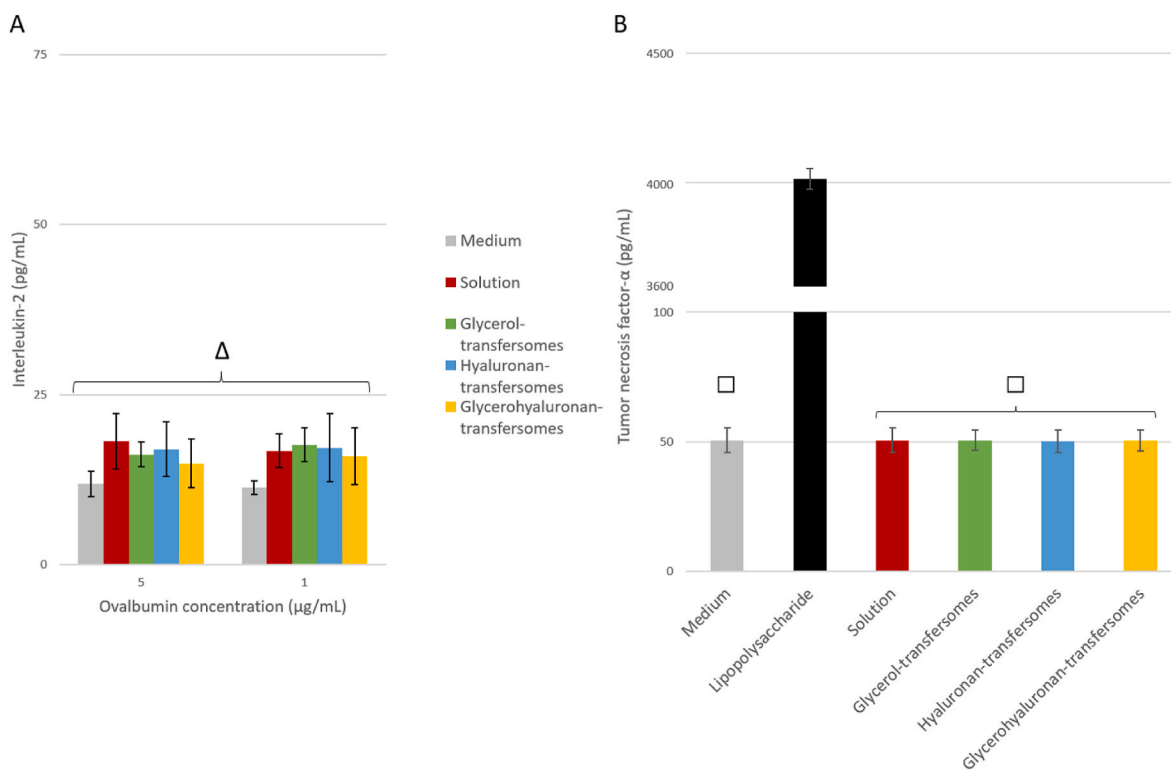 A
75
50
25
0
Interleukin-2 (pg/mL)
Δ
5
1
Ovalbumin concentration (µg/mL)
Medium
Solution
Glycerol-
transfersomes
Hyaluronan-
transfersomes
Glycerohyaluronan-
transfersomes
B
4500
4000
3600
100
50
0
Tumor necrosis factor-α (pg/mL)
□
□
Medium
Lipopolysaccharide
Solution
Glycerol-transfersomes
Hyaluronan-transfersomes
Glycerohyaluronan-transfersomes